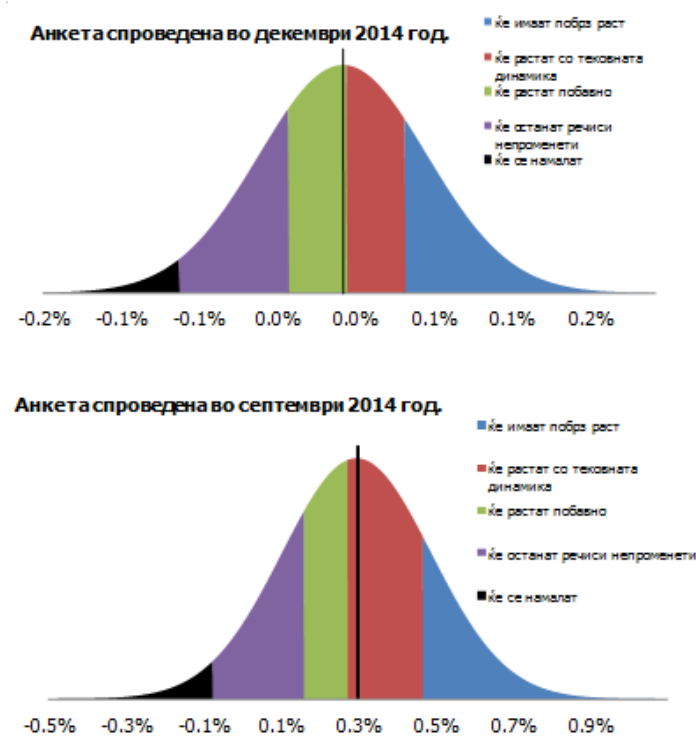 Анкета спроведена во декември 2014 год.
ќе имаат побрз раст
ќе растат со тековната
динамика
ќе растат побавно
ќе останат речиси
непроменети
ќе се намалат
-0.2% -0.1% -0.1% 0.0% 0.0% 0.1% 0.1% 0.2%
Анкета спроведена во септември 2014 год.
ќе имаат побрз раст
ќе растат со тековната
динамика
ќе растат побавно
ќе останат речиси непроменети
ќе се намалат
-0.5% -0.3% -0.1% 0.1% 0.3% 0.5% 0.7% 0.9%